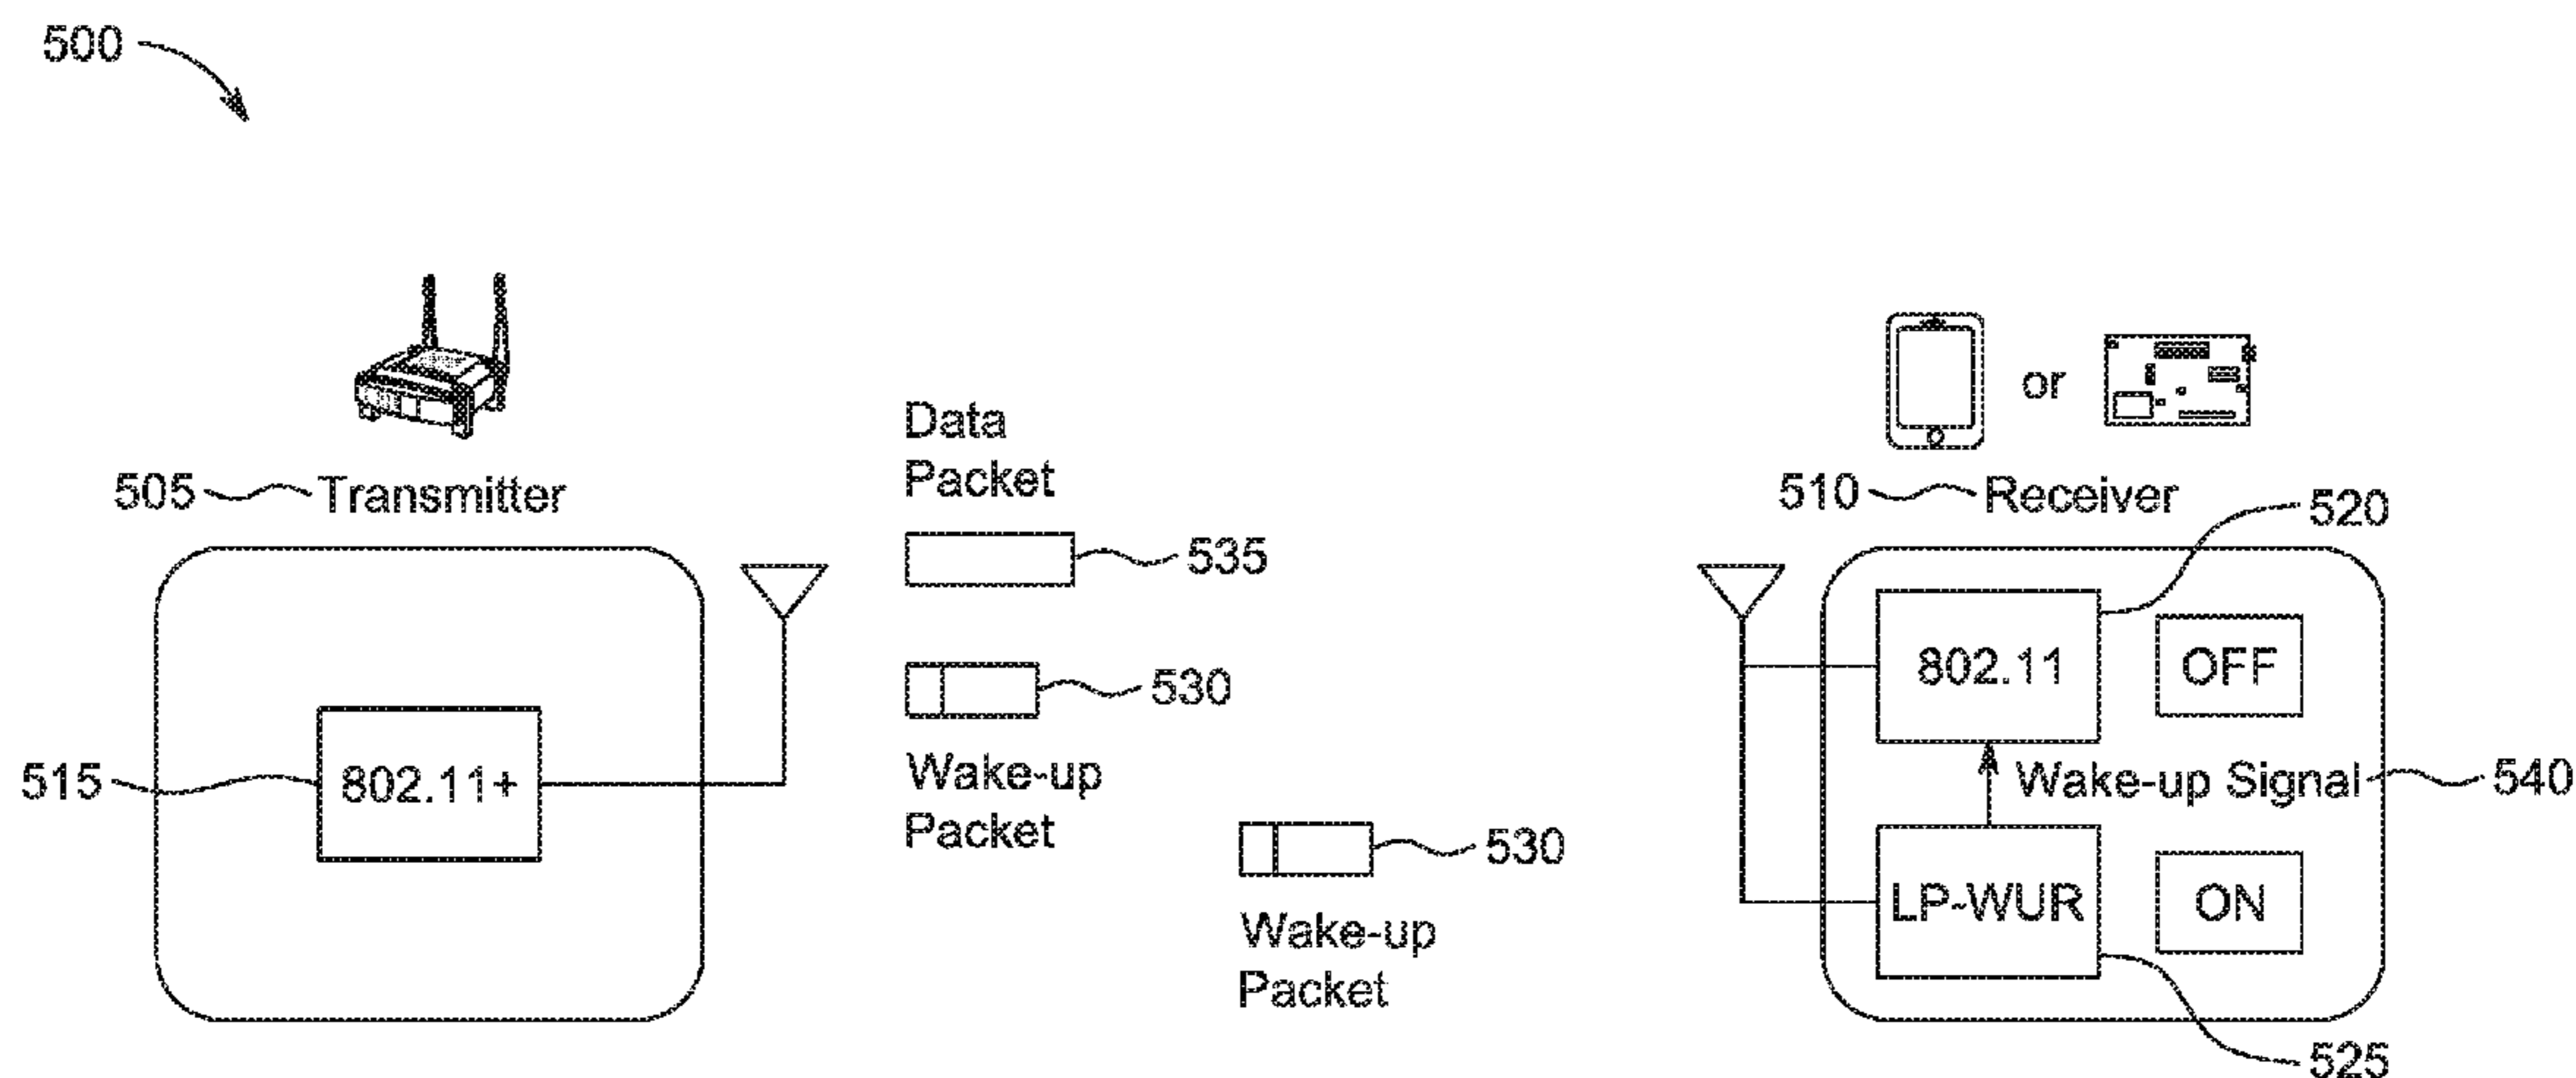 500
or
Data
Packet
505
Transmitter
510
Receiver
520
535
802.11
OFF
530
515
802.11+
Wake-up
Packet
Wake-up Signal
540
530
LP-WUR
ON
Wake-up
Packet
525